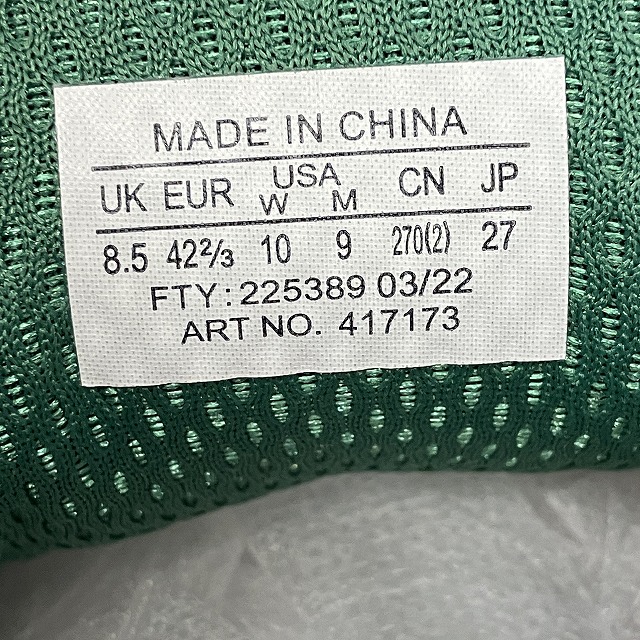 MADE IN CHINA
UK EUR USA CN JP
W M
8.5 42⅔ 10 9 270(2) 27
FTY: 225389 03/22
ART NO. 417173